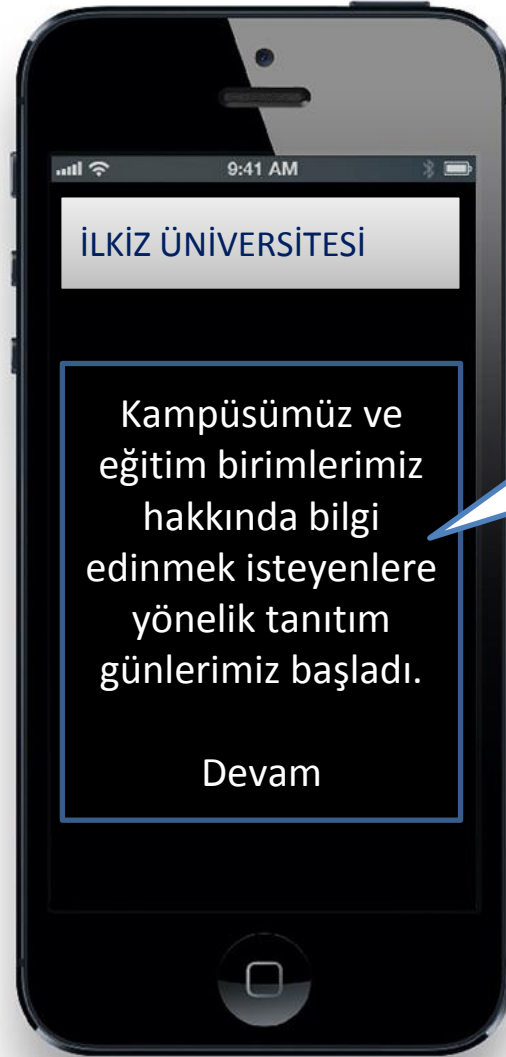 9:41 AM
İLKİZ ÜNİVERSİTESİ
Kampüsümüz ve
eğitim birimlerimiz
hakkında bilgi
edinmek isteyenlere
yönelik tanıtım
günlerimiz başladı.
Devam